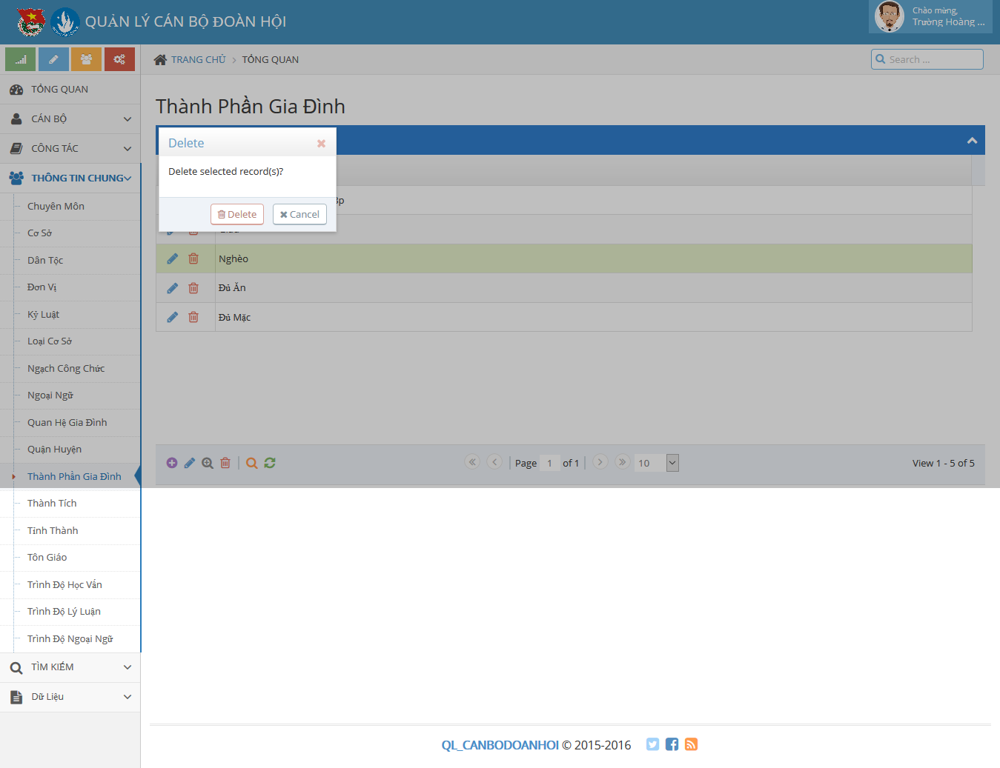 QUẢN LÝ CÁN BỘ ĐOÀN HỘI
Chào mừng,
Trường Hoàng ...
TRANG CHỦ > TỔNG QUAN
Search ...
TỔNG QUAN
CÁN BỘ
CÔNG TÁC
THÔNG TIN CHUNG
Chuyên Môn
Cơ Sở
Dân Tộc
Đơn Vị
Kỷ Luật
Loại Cơ Sở
Ngạch Công Chức
Ngoại Ngữ
Quan Hệ Gia Đình
Quận Huyện
Thành Phần Gia Đình
Thành Tích
Tỉnh Thành
Tôn Giáo
Trình Độ Học Vấn
Trình Độ Lý Luận
Trình Độ Ngoại Ngữ
TÌM KIẾM
Dữ Liệu
Thành Phần Gia Đình
Delete
Delete selected record(s)?
Delete
Cancel
Nghèo
Đủ Ăn
Đủ Mặc
Page 1 of 1
10
View 1 - 5 of 5
QL_CANBODOANHOI © 2015-2016